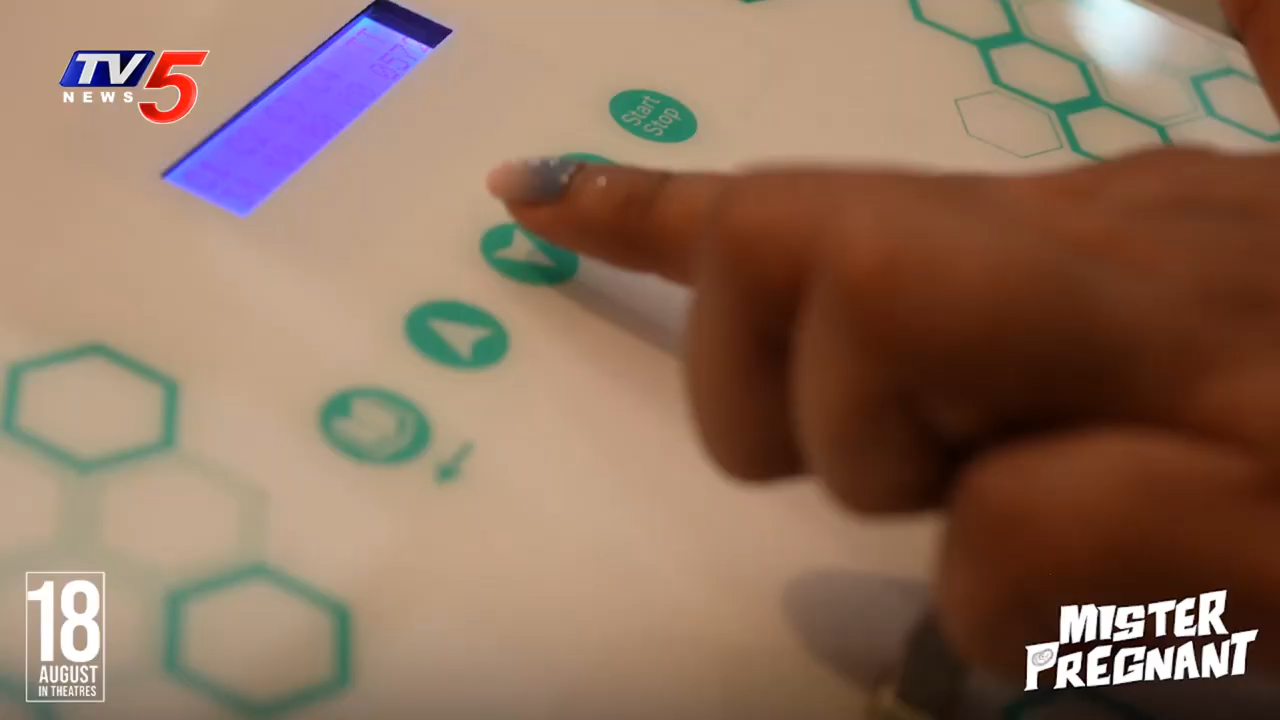 TV5
NEWS
Start
Stop
18
AUGUST
IN THEATRES
MISTER
PREGNANT